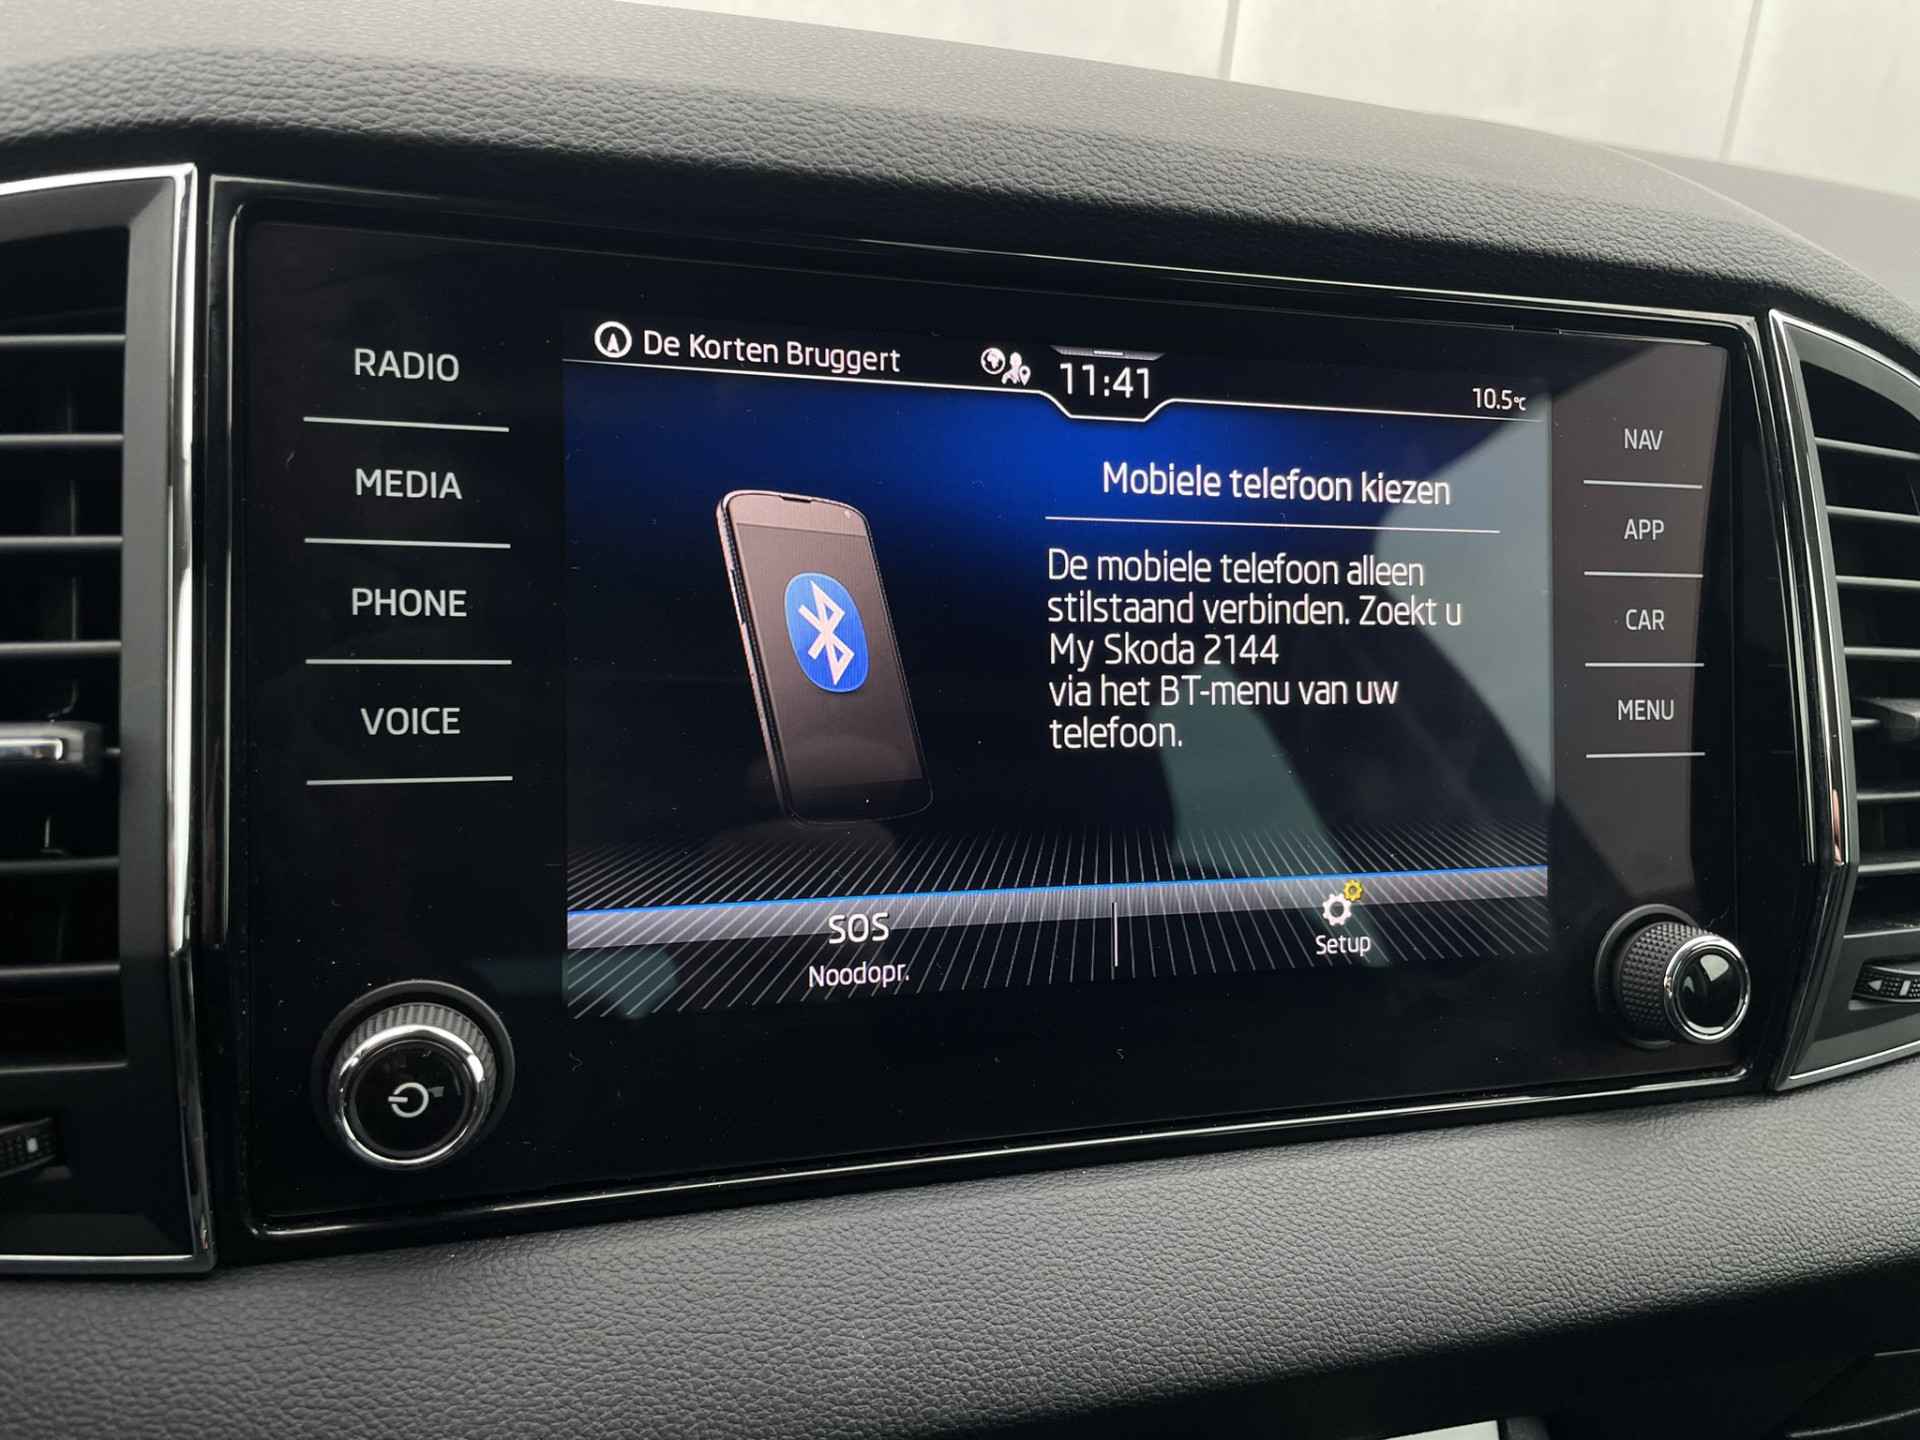 De Korten Bruggert
11:41
10.5°C
RADIO
MEDIA
PHONE
VOICE
Mobiele telefoon kiezen
De mobiele telefoon alleen
stilstaand verbinden. Zoekt u
My Skoda 2144
via het BT-menu van uw
telefoon.
SOS
Noodopr.
Setup
NAV
APP
CAR
MENU